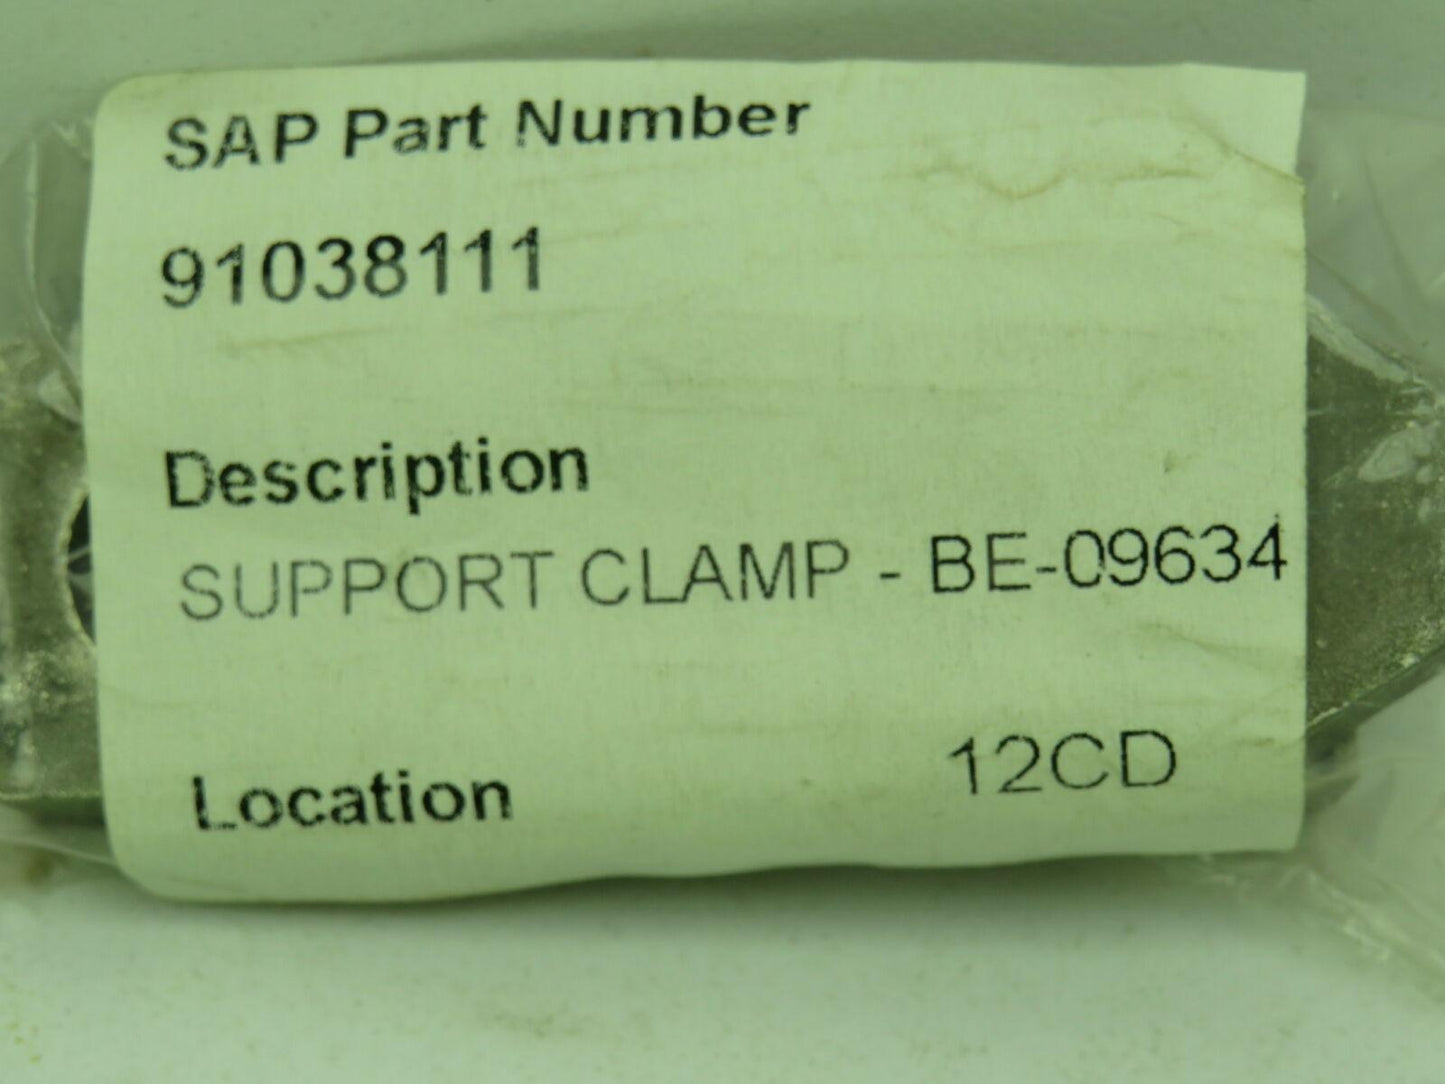 SAP Part Number
91038111
Description
SUPPORT CLAMP - BE-09634
Location 12CD